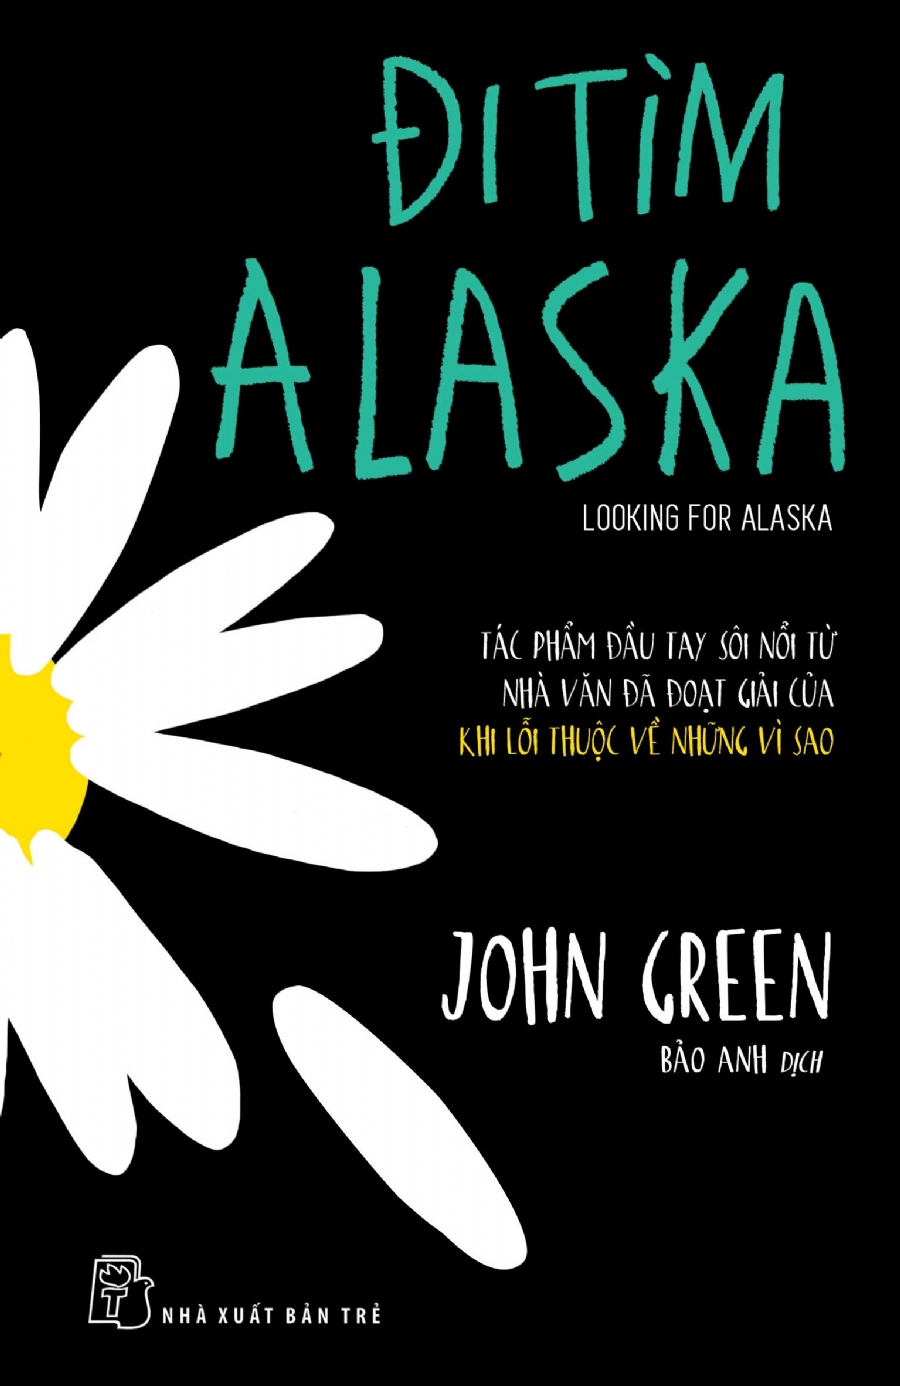 ĐI TÌM
ALASKA
LOOKING FOR ALASKA
TÁC PHẨM ĐẦU TAY SÔI NỔI TỪ
NHÀ VĂN ĐÃ ĐOẠT GIẢI CỦA
KHI LỖI THUỘC VỀ NHỮNG VÌ SAO
JOHN GREEN
BẢO ANH DỊCH
T
NHÀ XUẤT BẢN TRẺ